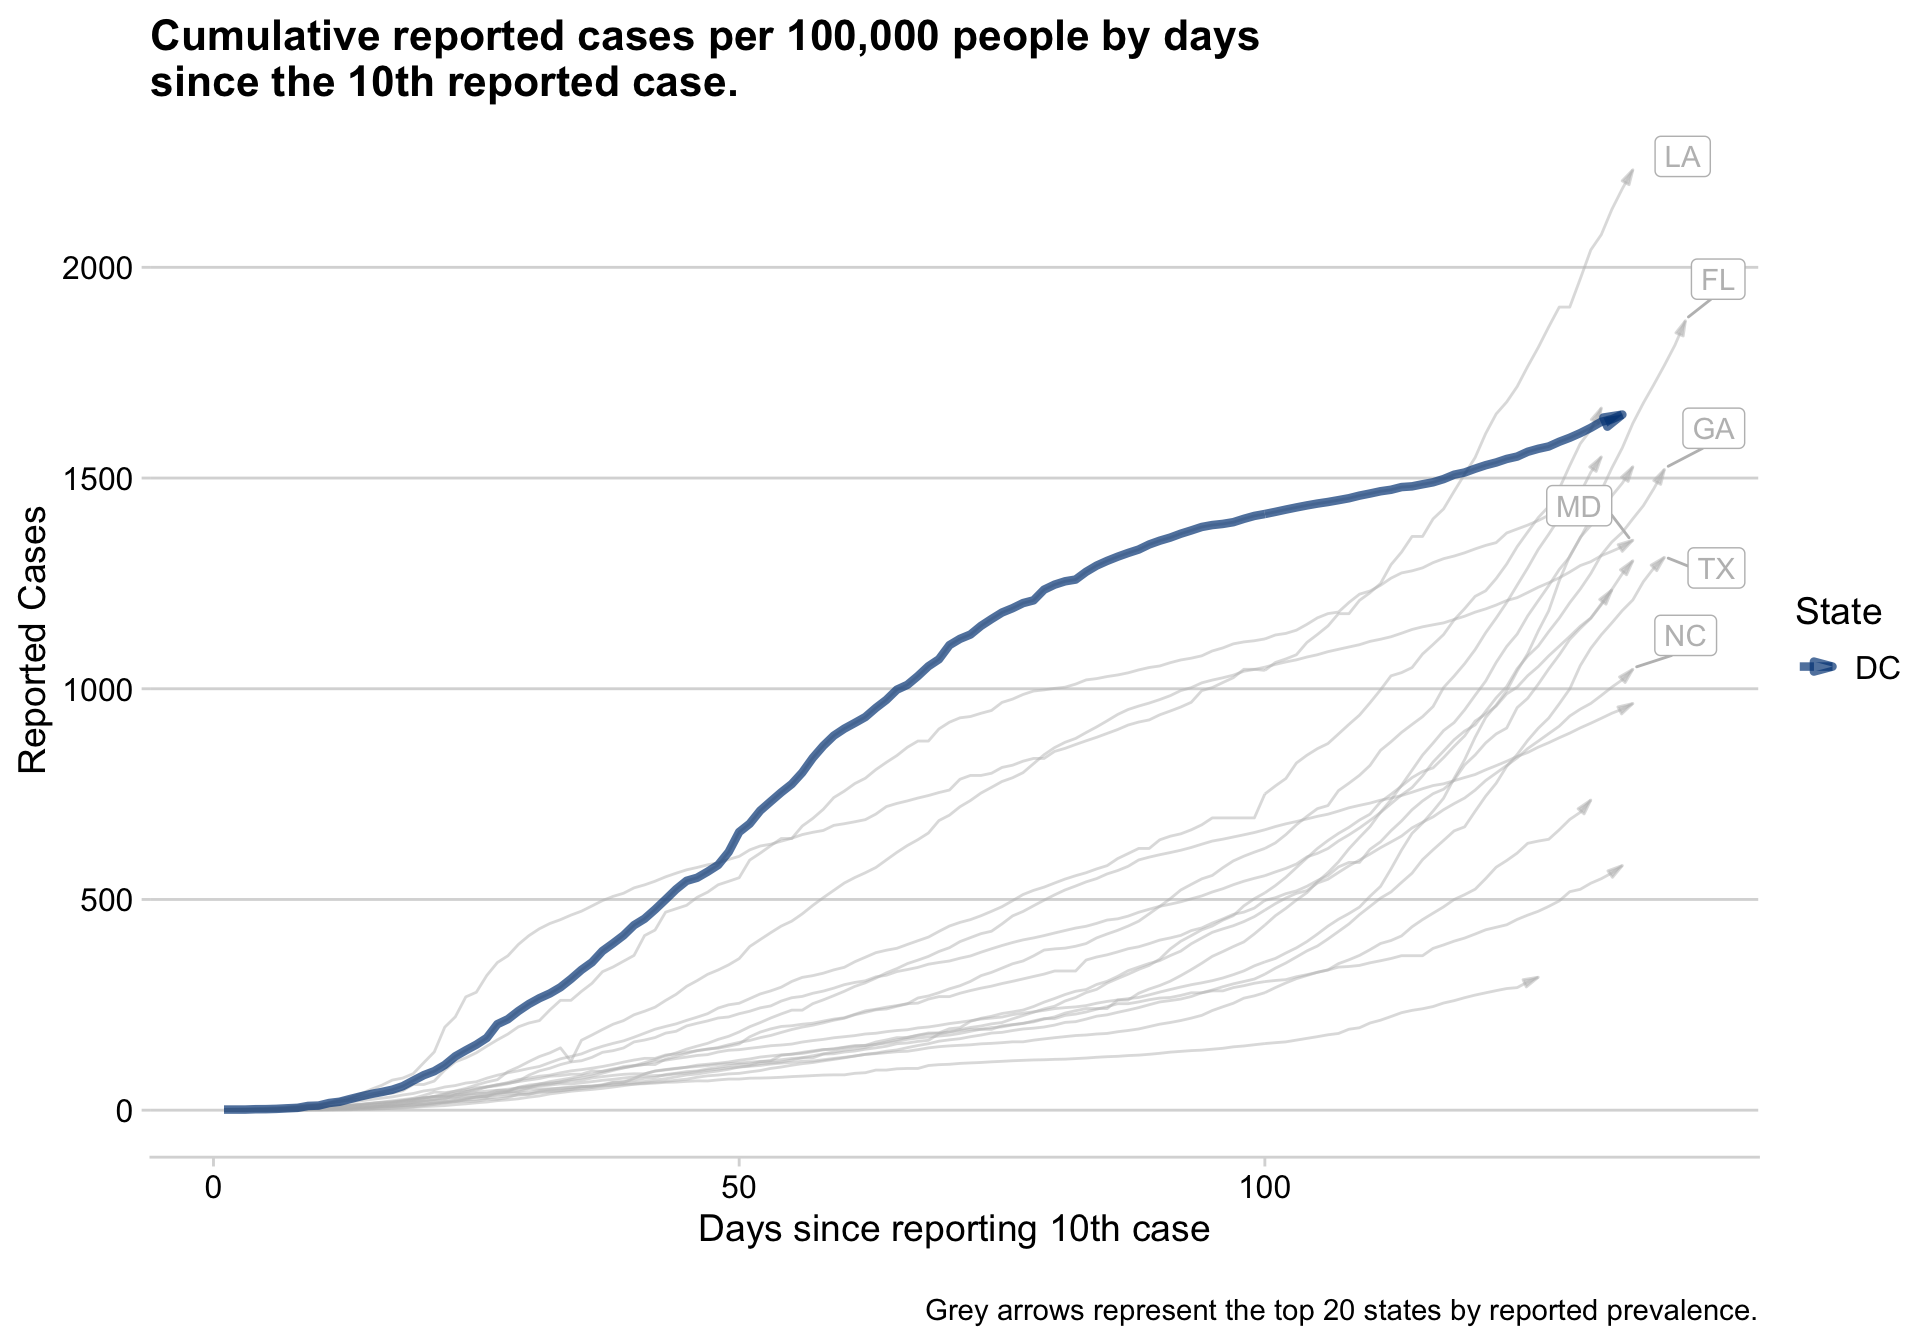 Cumulative reported cases per 100,000 people by days
since the 10th reported case.
LA
2000
FL
GA
1500
MD
TX
Reported Cases
State
NC
DC
1000
500
0
0 50 100
Days since reporting 10th case
Grey arrows represent the top 20 states by reported prevalence.